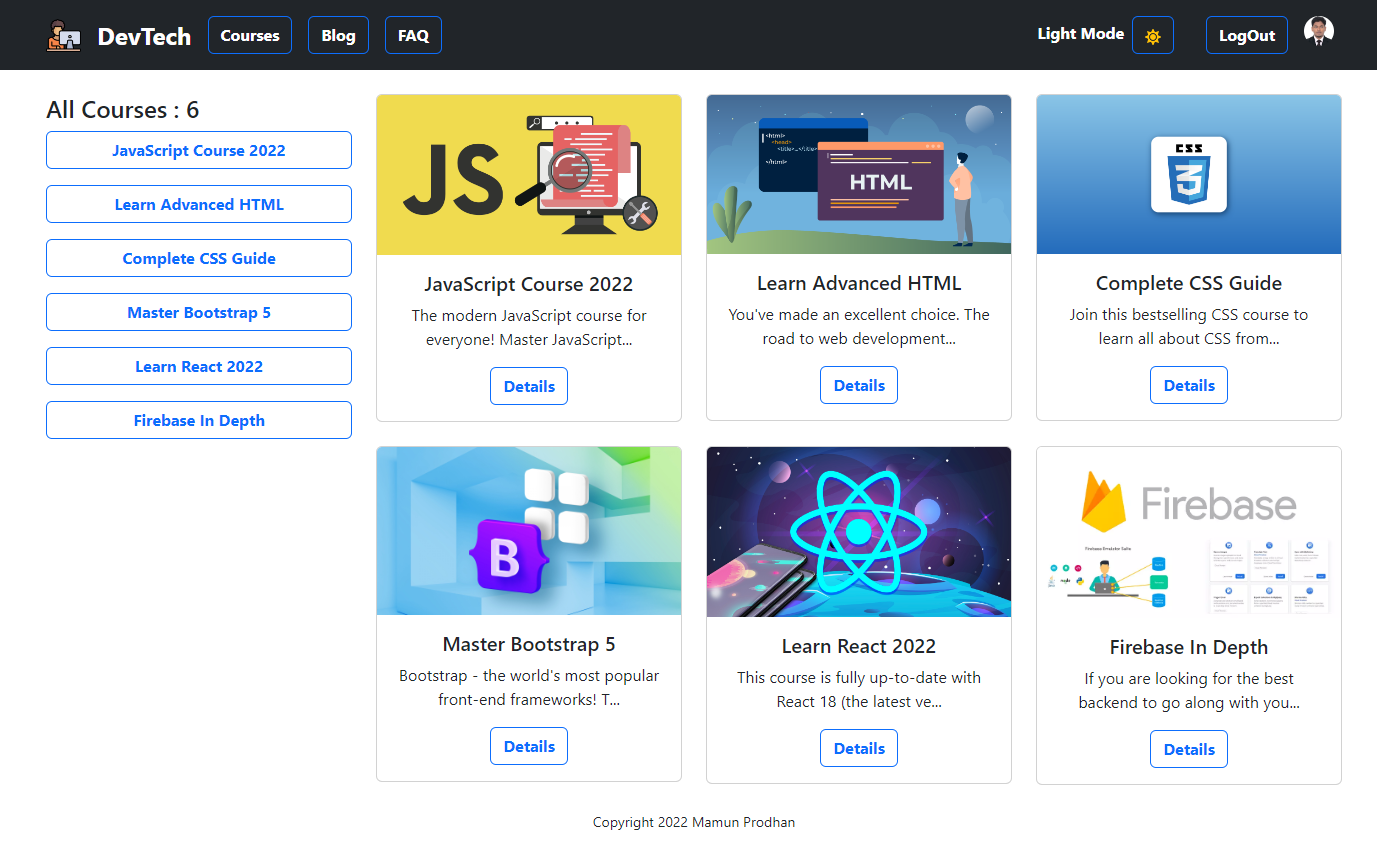 DevTech
Courses
Blog
FAQ
Light Mode
LogOut
All Courses : 6
JavaScript Course 2022
Learn Advanced HTML
Complete CSS Guide
Master Bootstrap 5
Learn React 2022
Firebase In Depth
JS
JavaScript Course 2022
The modern JavaScript course for
everyone! Master JavaScript...
Details
<html>
<head>
<title>…</title>
</html>
HTML
Learn Advanced HTML
You've made an excellent choice. The
road to web development...
Details
CSS
3
Complete CSS Guide
Join this bestselling CSS course to
learn all about CSS from...
Details
B
Master Bootstrap 5
Bootstrap - the world's most popular
front-end frameworks! T...
Details
Learn React 2022
This course is fully up-to-date with
React 18 (the latest ve...
Details
Firebase
Firebase Emulator Suite
Firebase In Depth
If you are looking for the best
backend to go along with you...
Details
Copyright 2022 Mamun Prodhan